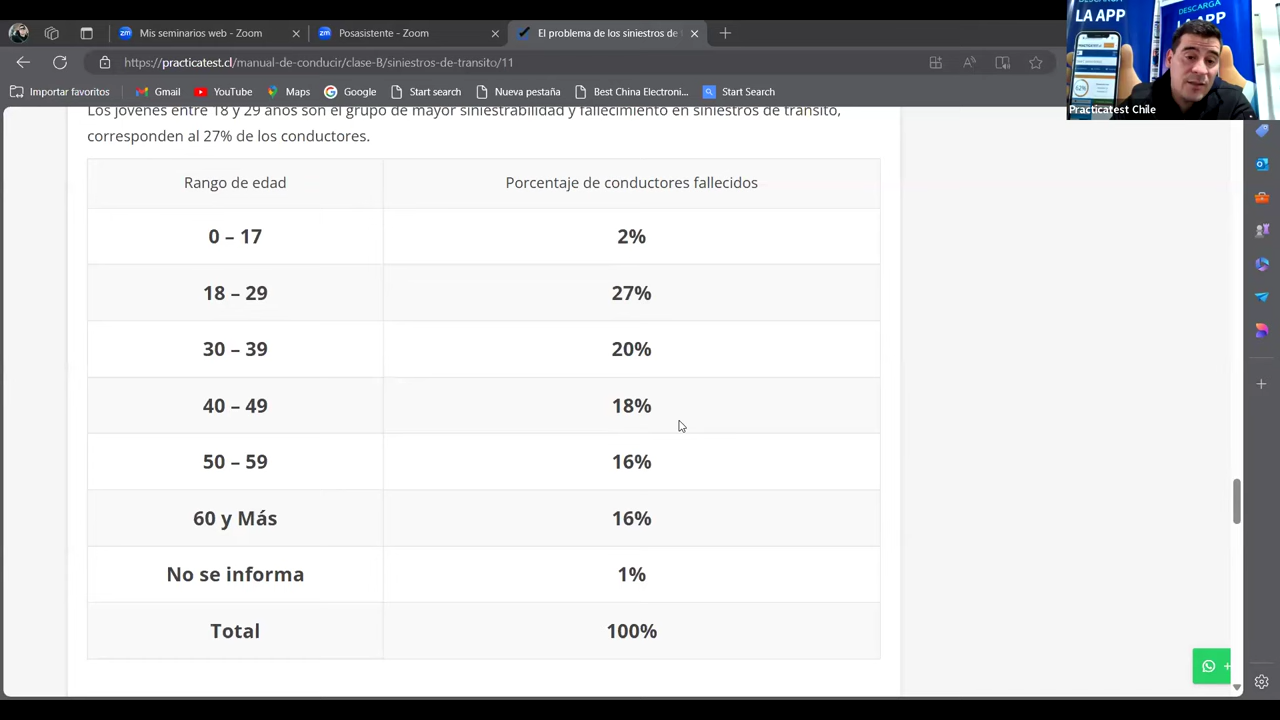 Mis seminarios web - Zoom
Posasistente - Zoom
El problema de los siniestros de
https://practicatest.cl/manual-de-conducir/clase-b/siniestros-de-transito/11
Importar favoritos
Gmail
YouTube
Maps
Google
Start search
Nueva pestaña
Best China Electroni...
Start Search
DESCARGA
LA APP
DESCARGA
LA APP
Practicatest Chile
Los jóvenes entre 18 y 29 años son el grupo de mayor siniestrabilidad y fallecimiento en siniestros de tránsito,
corresponden al 27% de los conductores.
Rango de edad Porcentaje de conductores fallecidos
0 – 17 2%
18 – 29 27%
30 – 39 20%
40 – 49 18%
50 – 59 16%
60 y Más 16%
No se informa 1%
Total 100%